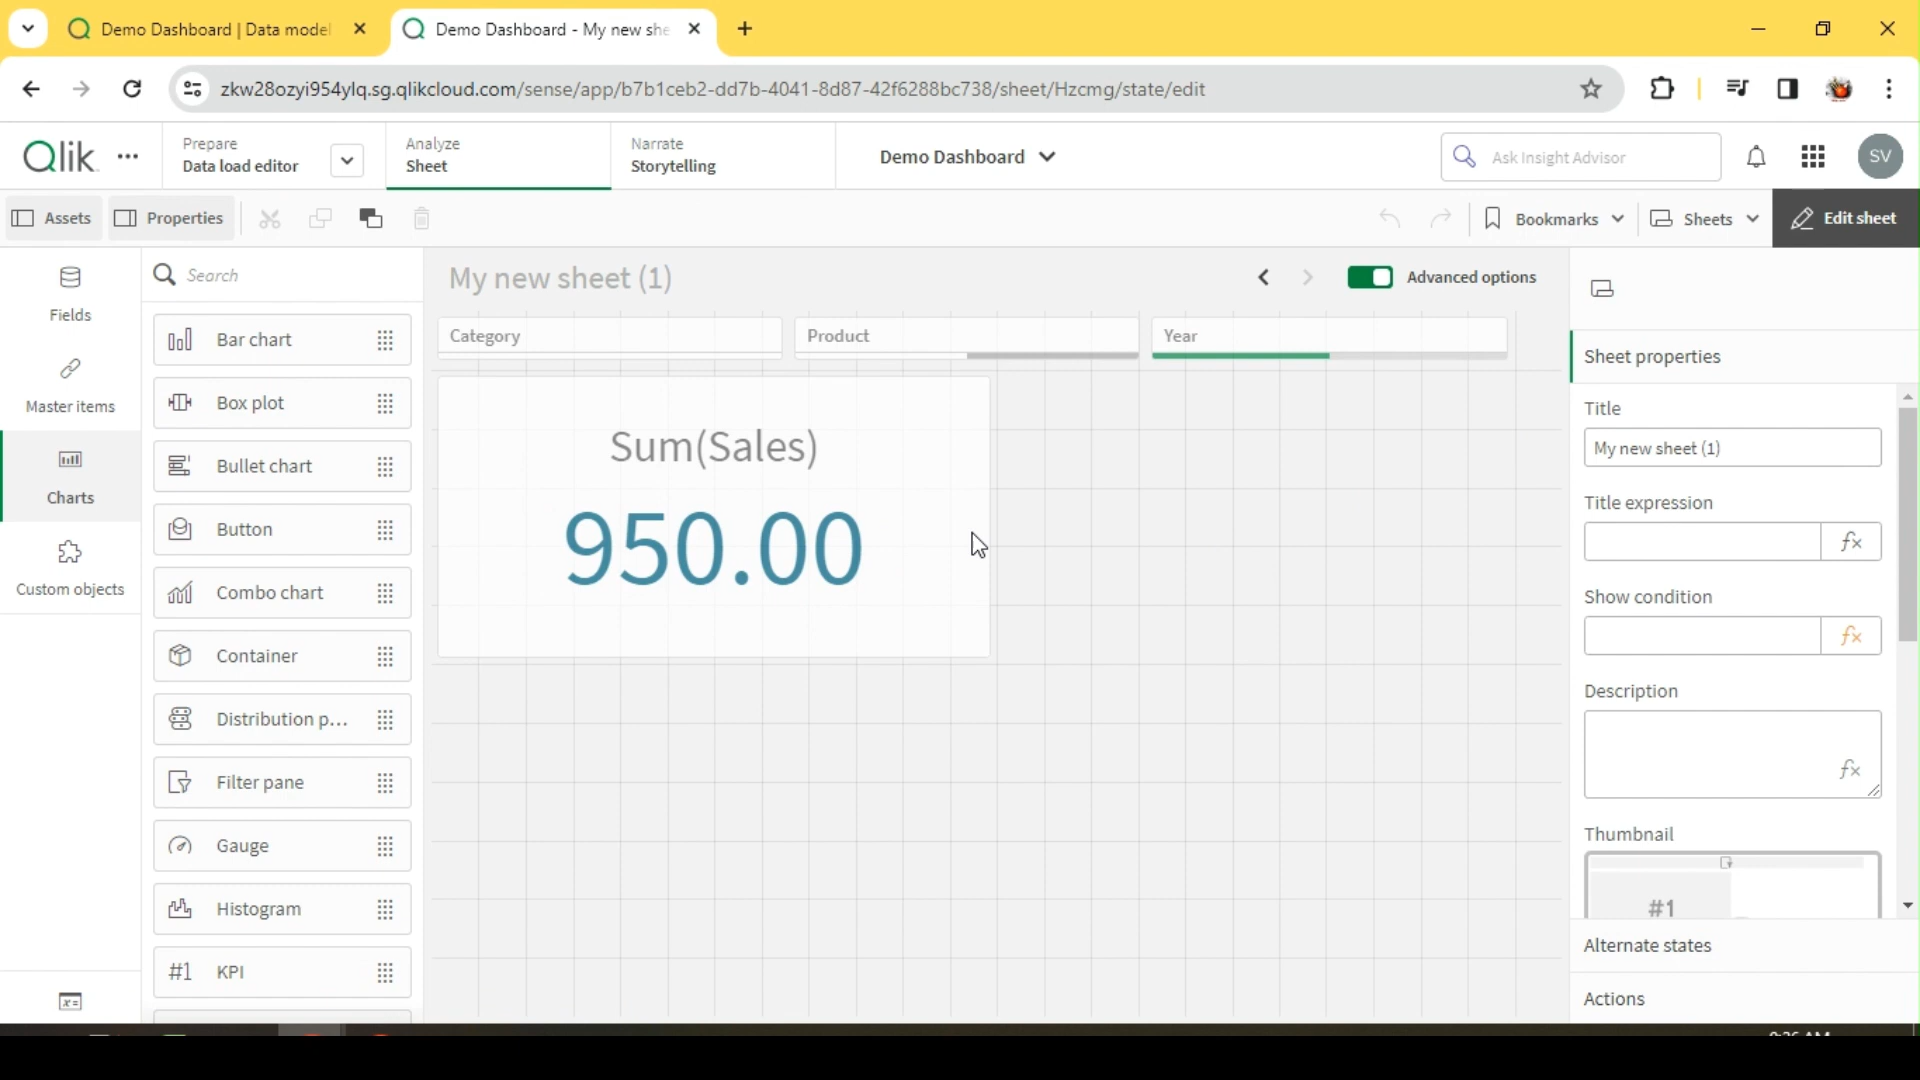 Demo Dashboard | Data model
Demo Dashboard - My new she
zkw28ozyi954ylq.sg.qlikcloud.com/sense/app/b7b1ceb2-dd7b-4041-8d87-42f6288bc738/sheet/Hzcmg/state/edit
Qlik
Prepare
Data load editor
Analyze
Sheet
Narrate
Storytelling
Demo Dashboard
Ask Insight Advisor
SV
Assets
Properties
Bookmarks
Sheets
Edit sheet
Fields
Master items
Charts
Custom objects
Search
Bar chart
Box plot
Bullet chart
Button
Combo chart
Container
Distribution p...
Filter pane
Gauge
Histogram
#1 KPI
My new sheet (1)
Advanced options
Category
Product
Year
Sum(Sales)
950.00
Sheet properties
Title
My new sheet (1)
Title expression
fx
Show condition
fx
Description
fx
Thumbnail
#1
Alternate states
Actions